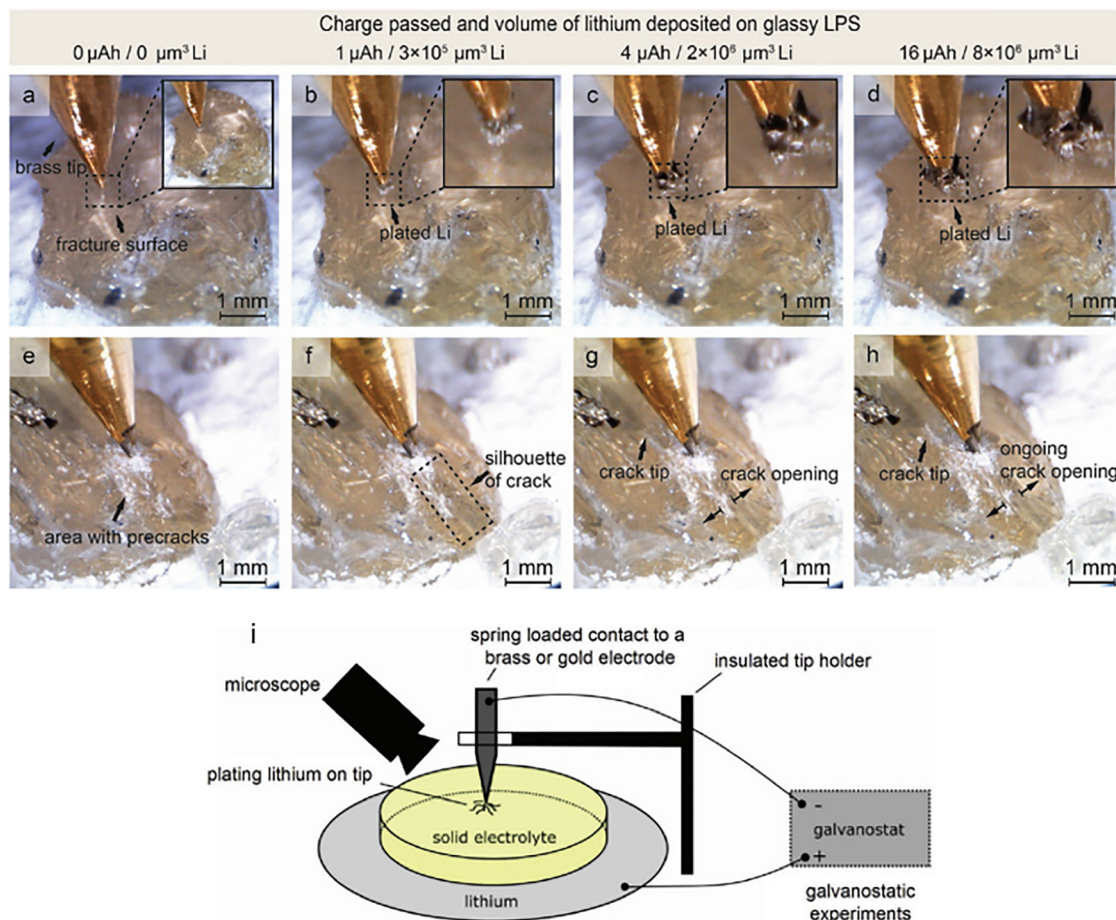 Charge passed and volume of lithium deposited on glassy LPS
0 μAh / 0 μm³ Li
1 μAh / 3×10⁵ μm³ Li
4 μAh / 2×10⁶ μm³ Li
16 μAh / 8×10⁶ μm³ Li
a
brass tip
fracture surface
1 mm
b
plated Li
1 mm
c
plated Li
1 mm
d
plated Li
1 mm
e
area with precracks
1 mm
f
silhouette
of crack
1 mm
g
crack tip
crack opening
1 mm
h
crack tip
ongoing
crack opening
1 mm
i
spring loaded contact to a
brass or gold electrode
insulated tip holder
microscope
plating lithium on tip
solid electrolyte
lithium
-
galvanostat
+
galvanostatic
experiments